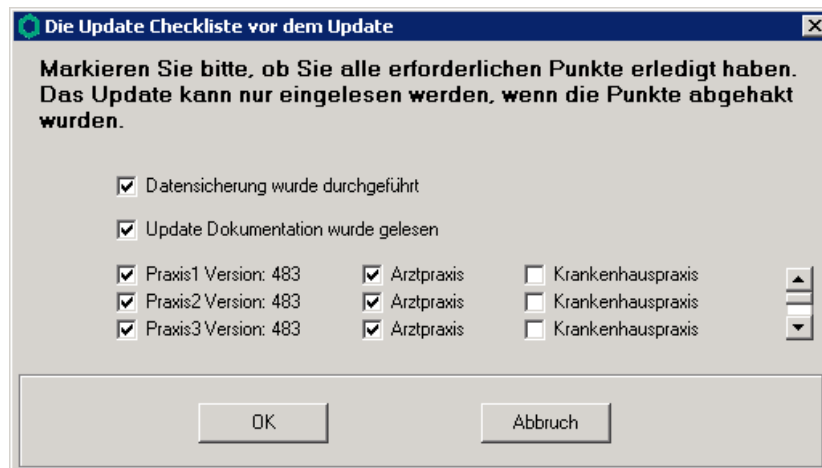 Die Update Checkliste vor dem Update
Markieren Sie bitte, ob Sie alle erforderlichen Punkte erledigt haben.
Das Update kann nur eingelesen werden, wenn die Punkte abgehakt
wurden.
Datensicherung wurde durchgeführt
Update Dokumentation wurde gelesen
Praxis1 Version: 483 Arztpraxis Krankenhauspraxis
Praxis2 Version: 483 Arztpraxis Krankenhauspraxis
Praxis3 Version: 483 Arztpraxis Krankenhauspraxis
OK Abbruch